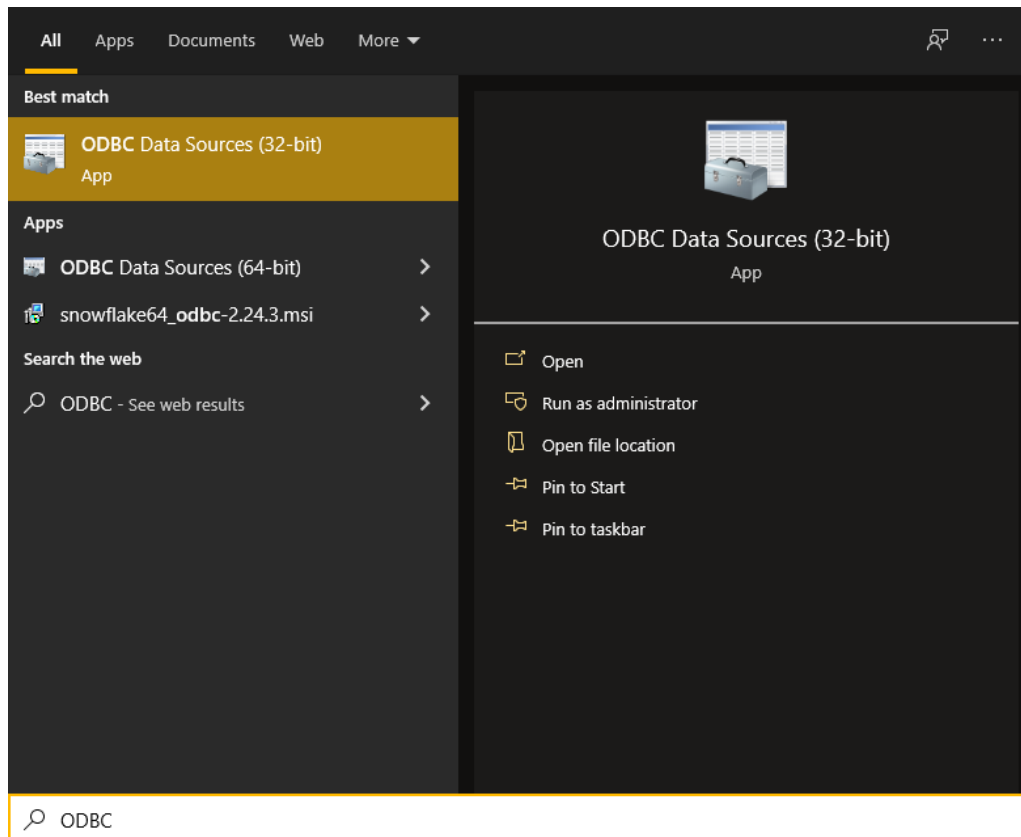 All Apps Documents Web More
Best match
ODBC Data Sources (32-bit)
App
Apps
ODBC Data Sources (64-bit)
snowflake64_odbc-2.24.3.msi
Search the web
ODBC - See web results
ODBC Data Sources (32-bit)
App
Open
Run as administrator
Open file location
Pin to Start
Pin to taskbar
ODBC